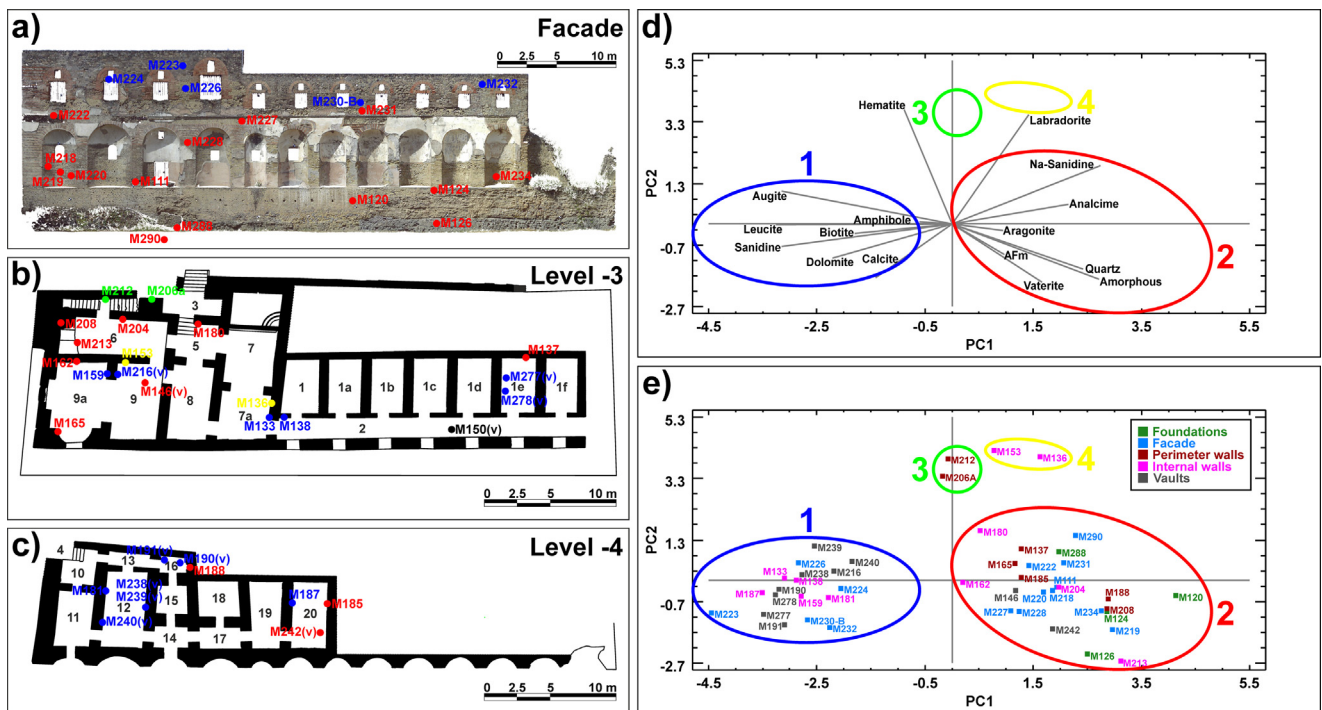 a)
Facade
0 5 10 m
M223
M224
M226
M232
M230-B
M231
M222
M227
M225
M218
M219
M220
M111
M234
M124
M120
M126
M290
b)
Level -3
M212 M206a
3
M208 M204 M180
6 5 7
M213
M162 M153
M159 M216(v)
M146(v)
9a 9 8
M165
M136
7a
M133 M138
M137
M277(v)
1 1a 1b 1c 1d 1e 1f
M278(v)
2 M150(v)
0 2.5 5 10 m
c)
Level -4
4 13 M190(v)
16 M188
10
M238(v)
M239(v)
12 15 18
M187
M185
11 M240(v) 19 20
14 17 M242(v)
0 2.5 5 10 m
d)
5.3
3.3
1.3
-0.7
-2.7
PC2
Hematite
3
4
Labradorite
1
Na-Sanidine
Augite
Analcime
Amphibole
Leucite Biotite Aragonite
Sanidine
AFm
Dolomite Calcite
Quartz
Vaterite Amorphous
2
-4.5 -2.5 -0.5 1.5 3.5 5.5
PC1
e)
5.3
3.3
1.3
-0.7
-2.7
PC2
Foundations
Facade
Perimeter walls
Internal walls
Vaults
3
M212
M206A
M153 M136
4
1
M239
M226 M240
M133 M238 M216
M138
M187 M190 M224
M278 M159 M181
M223 M277
M191 M230-B
M232
M180 M290
M137 M288
M165 M222 M231
M185
M162 M111
M204
M146 M220 M218 M188 M120
M227 M228 M234 M208
M124
M242 M219
M126 M213
2
-4.5 -2.5 -0.5 1.5 3.5 5.5
PC1